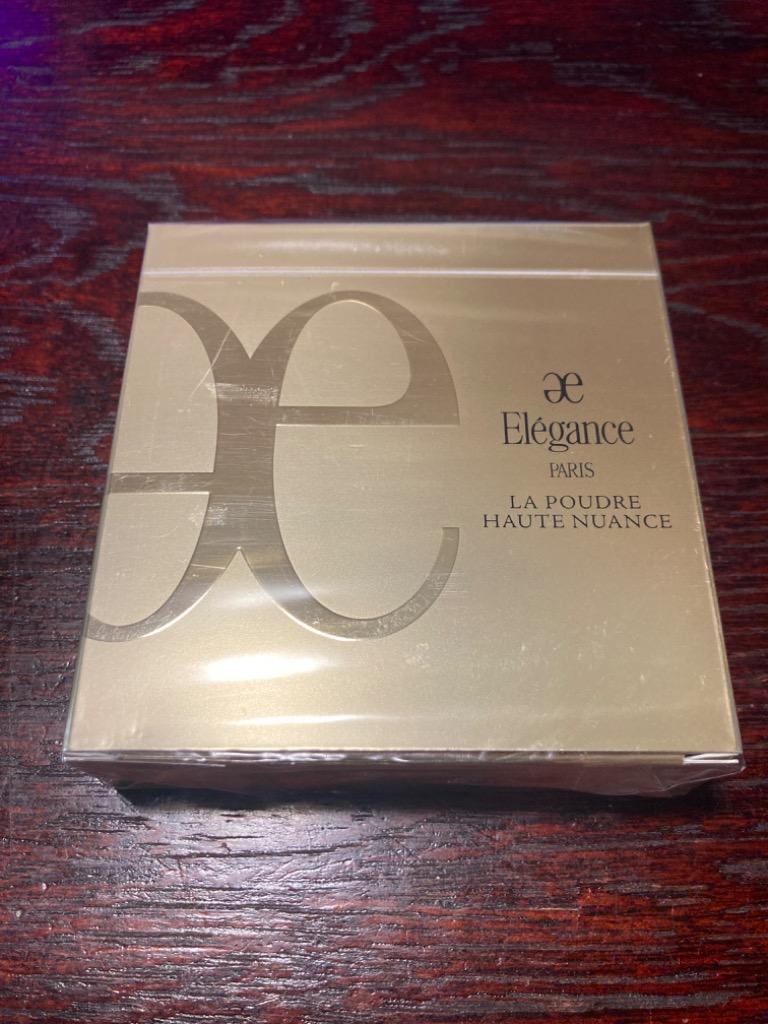 æ
Elégance
PARIS
LA POUDRE
HAUTE NUANCE